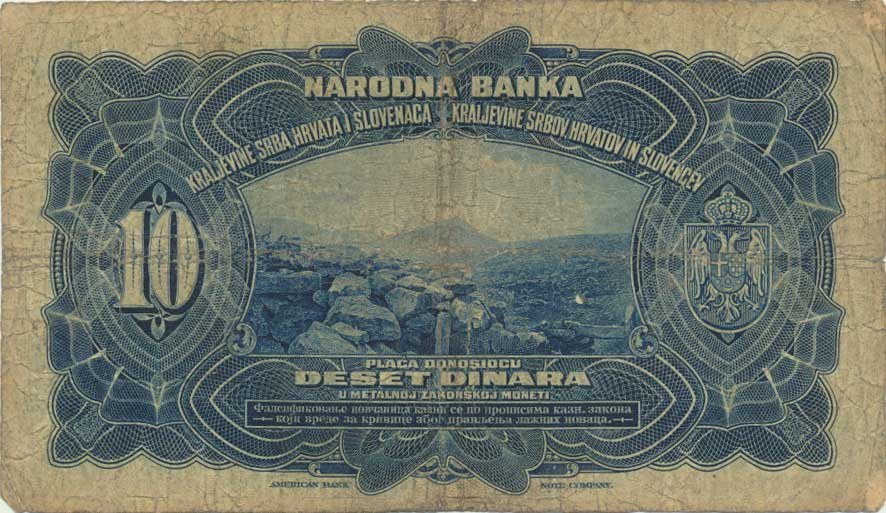 NARODNA BANKA
KRALJEVINE SRBA HRVATA I SLOVENACA KRALJEVINE SRBOV HRVATOV IN SLOVENCEV
10
PLAĆA DONOSIOCU
DESET DINARA
U METALNOJ ZAKONSKOJ MONETI
Фалсификовање новчаница казни се по прописима казн. закона
који вреде за кривице због прављења лажних новаца.
AMERICAN BANK NOTE COMPANY.